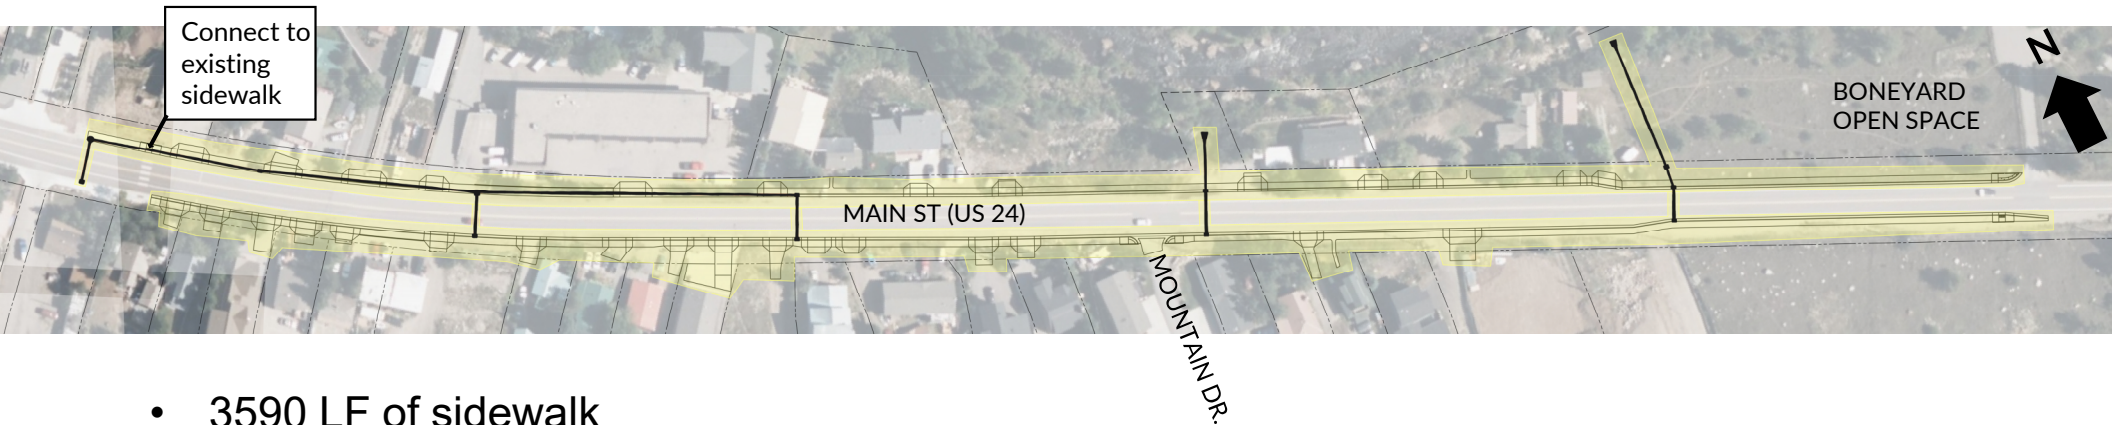 Connect to
existing
sidewalk
N
BONEYARD
OPEN SPACE
MAIN ST (US 24)
MOUNTAIN DR.
• 3590 LF of sidewalk